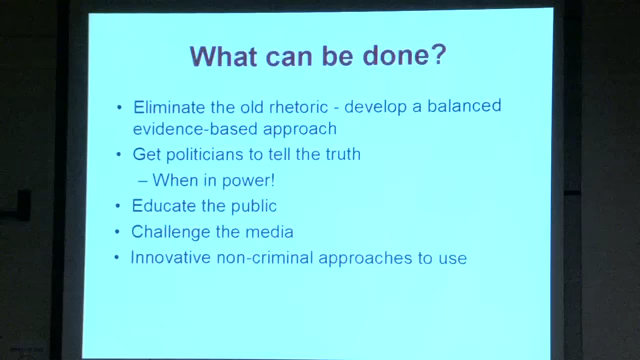 What can be done?
• Eliminate the old rhetoric - develop a balanced
evidence-based approach
• Get politicians to tell the truth
– When in power!
• Educate the public
• Challenge the media
• Innovative non-criminal approaches to use